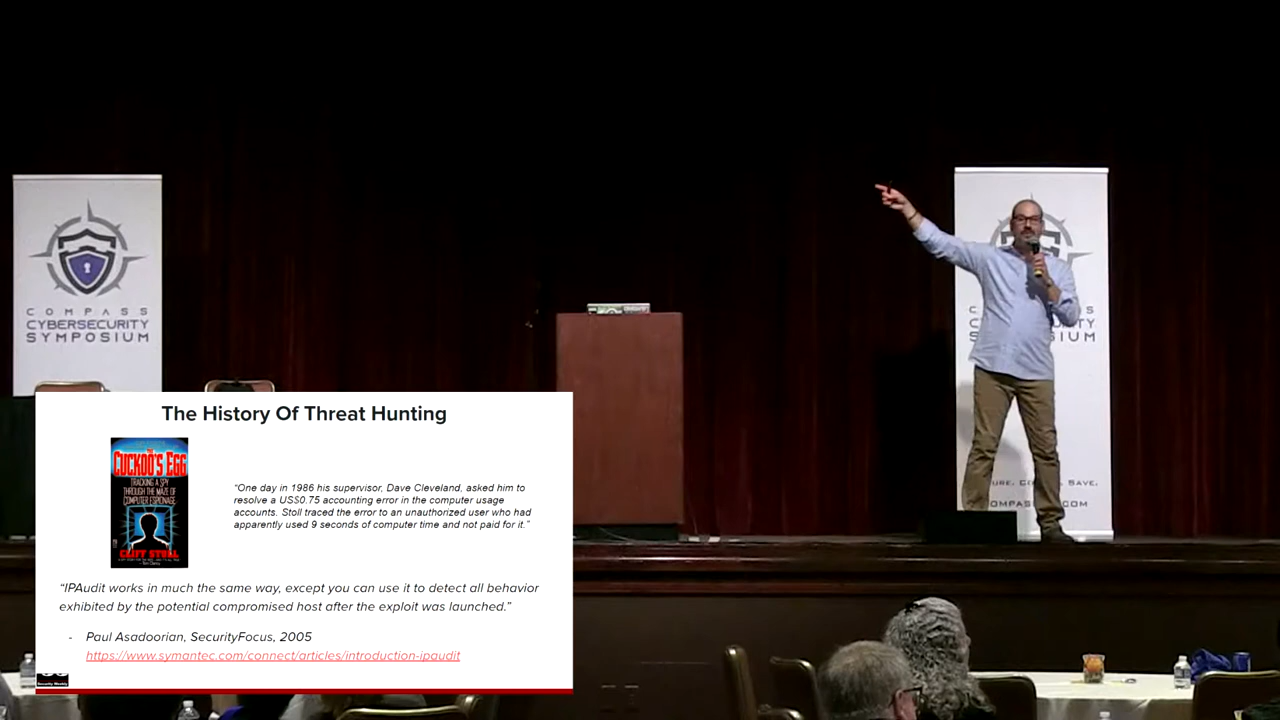 COMPASS
CYBERSECURITY
SYMPOSIUM
The History Of Threat Hunting
THE
CUCKOO'S EGG
TRACKING A SPY
THROUGH THE MAZE OF
COMPUTER ESPIONAGE
CLIFF STOLL
“One day in 1986 his supervisor, Dave Cleveland, asked him to
resolve a US$0.75 accounting error in the computer usage
accounts. Stoll traced the error to an unauthorized user who had
apparently used 9 seconds of computer time and not paid for it.”
“IPAudit works in much the same way, except you can use it to detect all behavior
exhibited by the potential compromised host after the exploit was launched.”
- Paul Asadoorian, SecurityFocus, 2005
https://www.symantec.com/connect/articles/introduction-ipaudit
Security Weekly
SAVE.